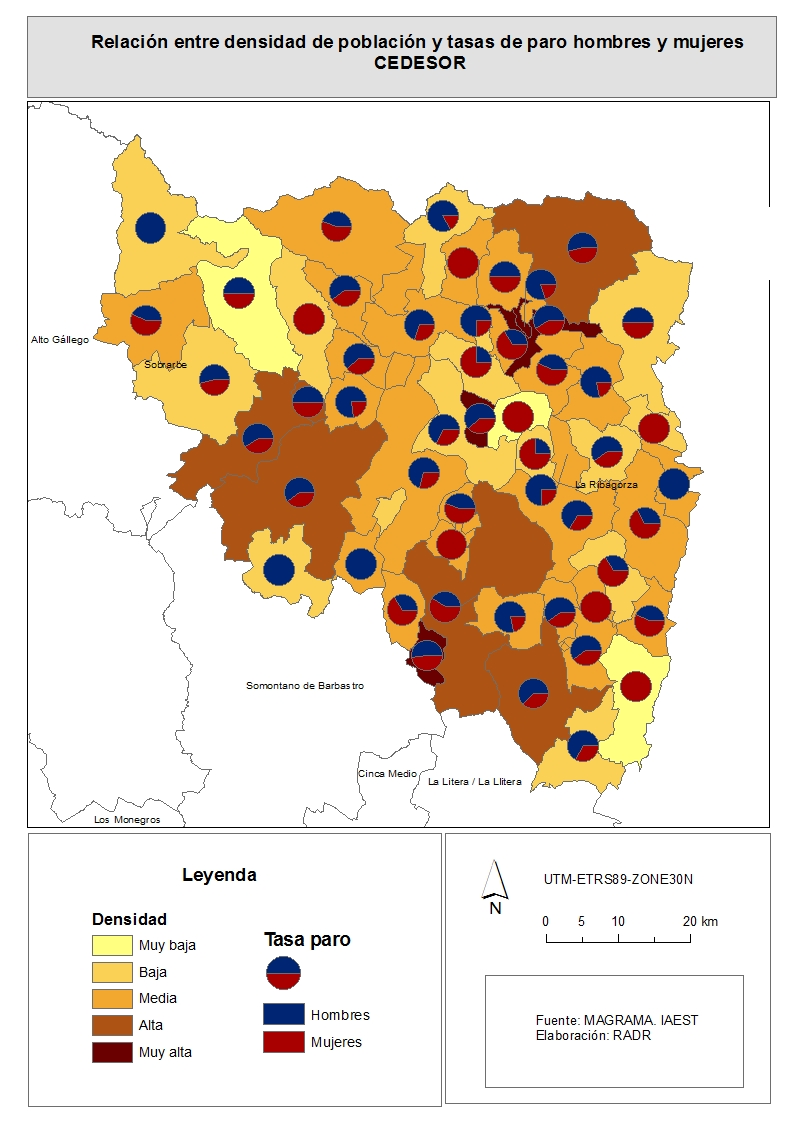 Relación entre densidad de población y tasas de paro hombres y mujeres
CEDESOR
Alto Gállego
Sobrarbe
La Ribagorza
Somontano de Barbastro
Cinca Medio
La Litera / La Llitera
Los Monegros
Leyenda
Densidad
Muy baja
Baja
Media
Alta
Muy alta
Tasa paro
Hombres
Mujeres
N
UTM-ETRS89-ZONE30N
0 5 10 20 km
Fuente: MAGRAMA. IAEST
Elaboración: RADR